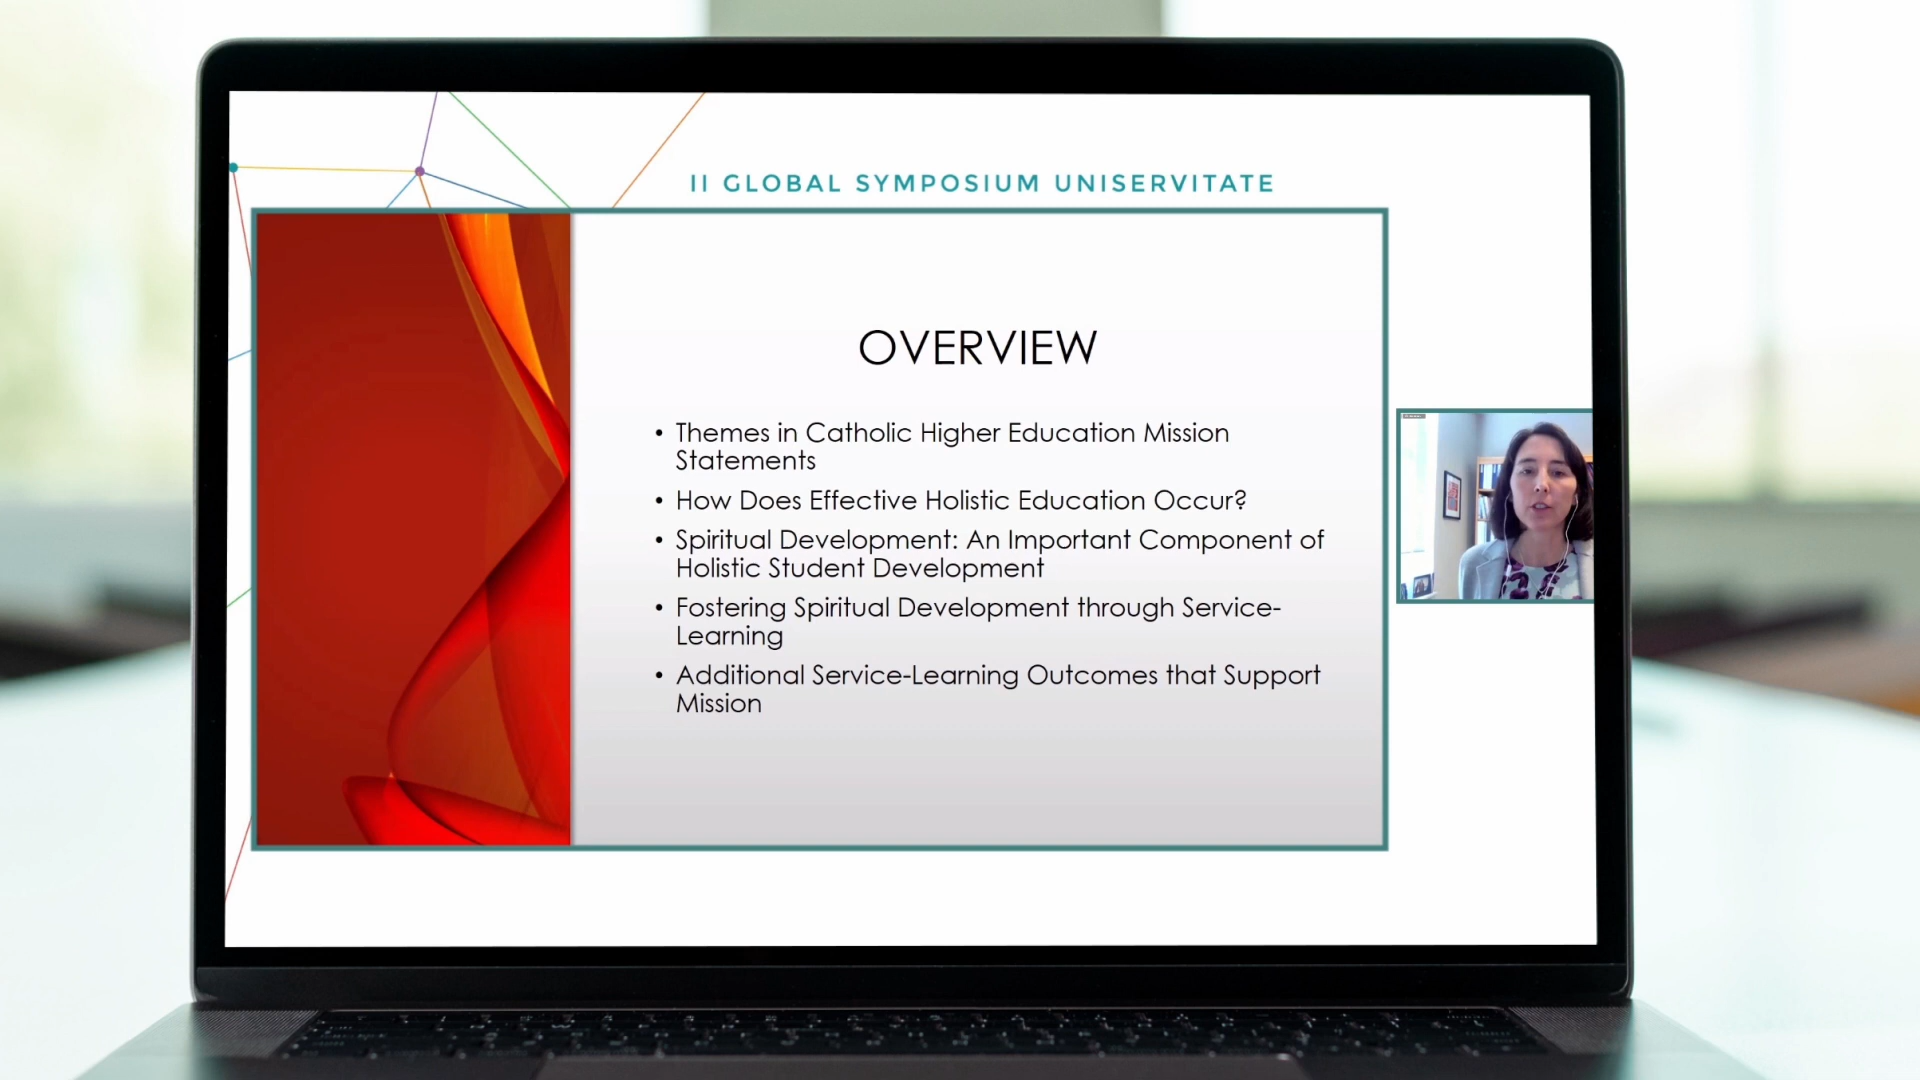 II GLOBAL SYMPOSIUM UNISERVITATE
OVERVIEW
• Themes in Catholic Higher Education Mission
Statements
• How Does Effective Holistic Education Occur?
• Spiritual Development: An Important Component of
Holistic Student Development
• Fostering Spiritual Development through Service-
Learning
• Additional Service-Learning Outcomes that Support
Mission